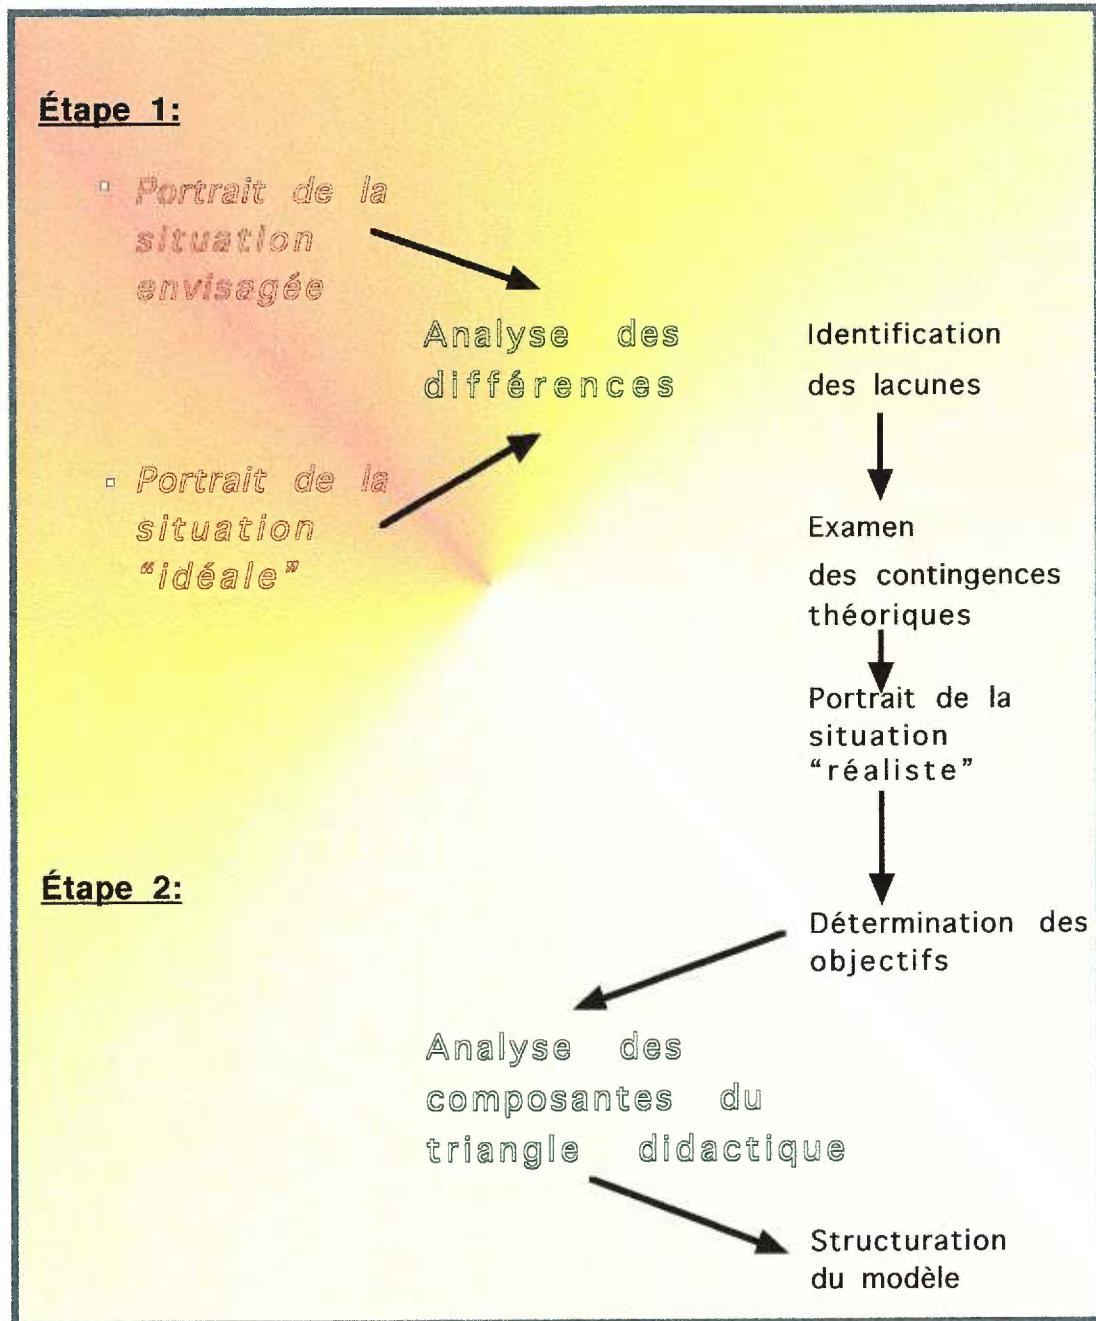 Étape 1:
Portrait de la
situation
envisagée
Analyse des
différences
Portrait de la
situation
“idéale”
Identification
des lacunes
Examen
des contingences
théoriques
Portrait de la
situation
“réaliste”
Étape 2:
Détermination des
objectifs
Analyse des
composantes du
triangle didactique
Structuration
du modèle